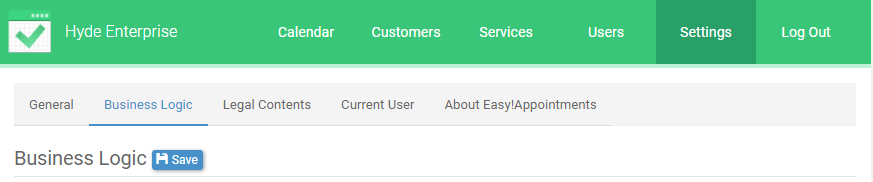 Hyde Enterprise Calendar Customers Services Users Settings Log Out
General Business Logic Legal Contents Current User About Easy!Appointments
Business Logic Save